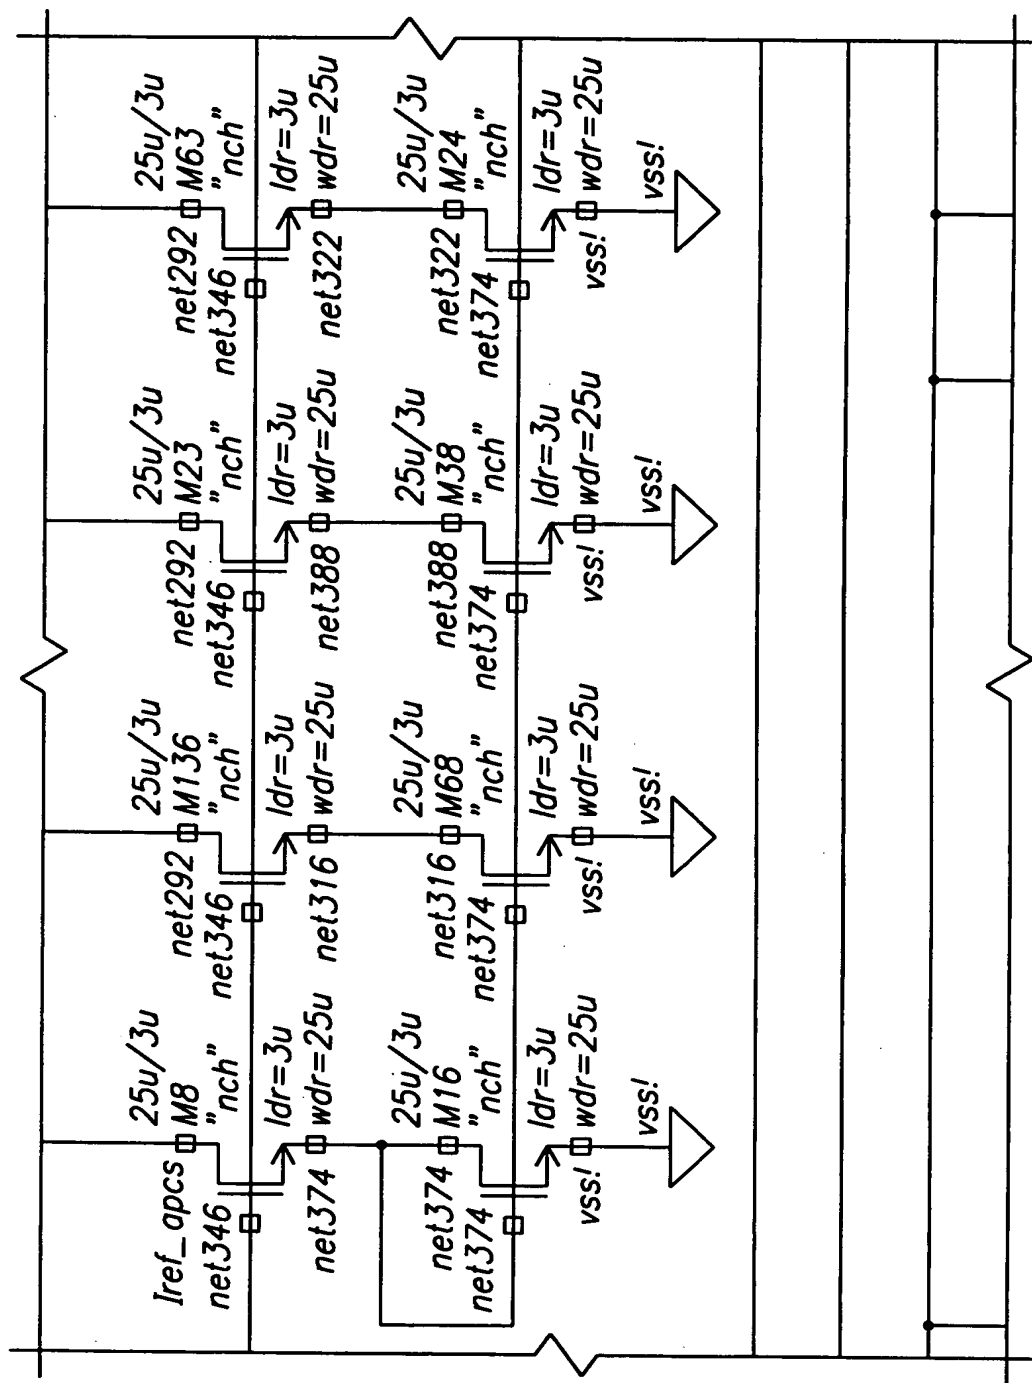 25u/3u
Iref_apcs M8
net346 "nch"
ldr=3u
net374 wdr=25u
25u/3u
net292 M136
net346 "nch"
ldr=3u
net316 wdr=25u
25u/3u
net292 M23
net346 "nch"
ldr=3u
net388 wdr=25u
25u/3u
net292 M63
net346 "nch"
ldr=3u
net322 wdr=25u
25u/3u
net374 M16
net374 "nch"
ldr=3u
vss! wdr=25u
vss!
25u/3u
net316 M68
net374 "nch"
ldr=3u
vss! wdr=25u
vss!
25u/3u
net388 M38
net374 "nch"
ldr=3u
vss! wdr=25u
vss!
25u/3u
net322 M24
net374 "nch"
ldr=3u
vss! wdr=25u
vss!